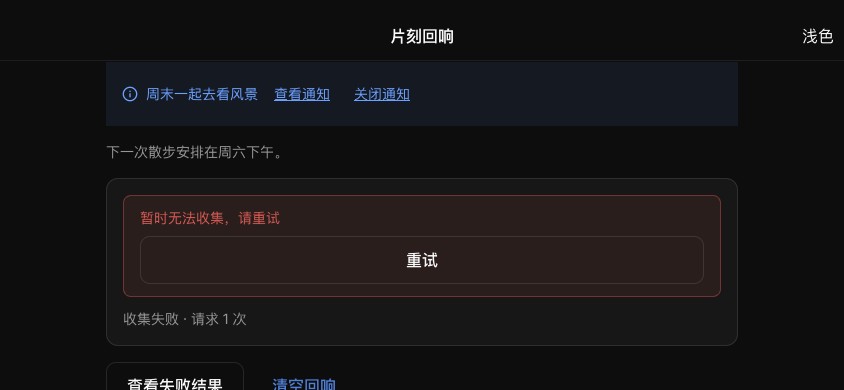 片刻回响 浅色
周末一起去看风景 查看通知 关闭通知
下一次散步安排在周六下午。
暂时无法收集，请重试
重试
收集失败 · 请求 1 次
查看失败结果 清空回响